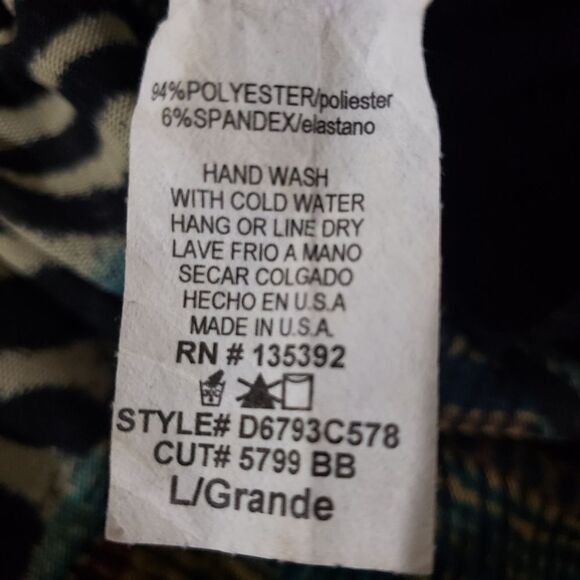 94%POLYESTER/poliester
6%SPANDEX/elastano
HAND WASH
WITH COLD WATER
HANG OR LINE DRY
LAVE FRIO A MANO
SECAR COLGADO
HECHO EN U.S.A
MADE IN U.S.A.
RN # 135392
STYLE# D6793C578
CUT# 5799 BB
L/Grande